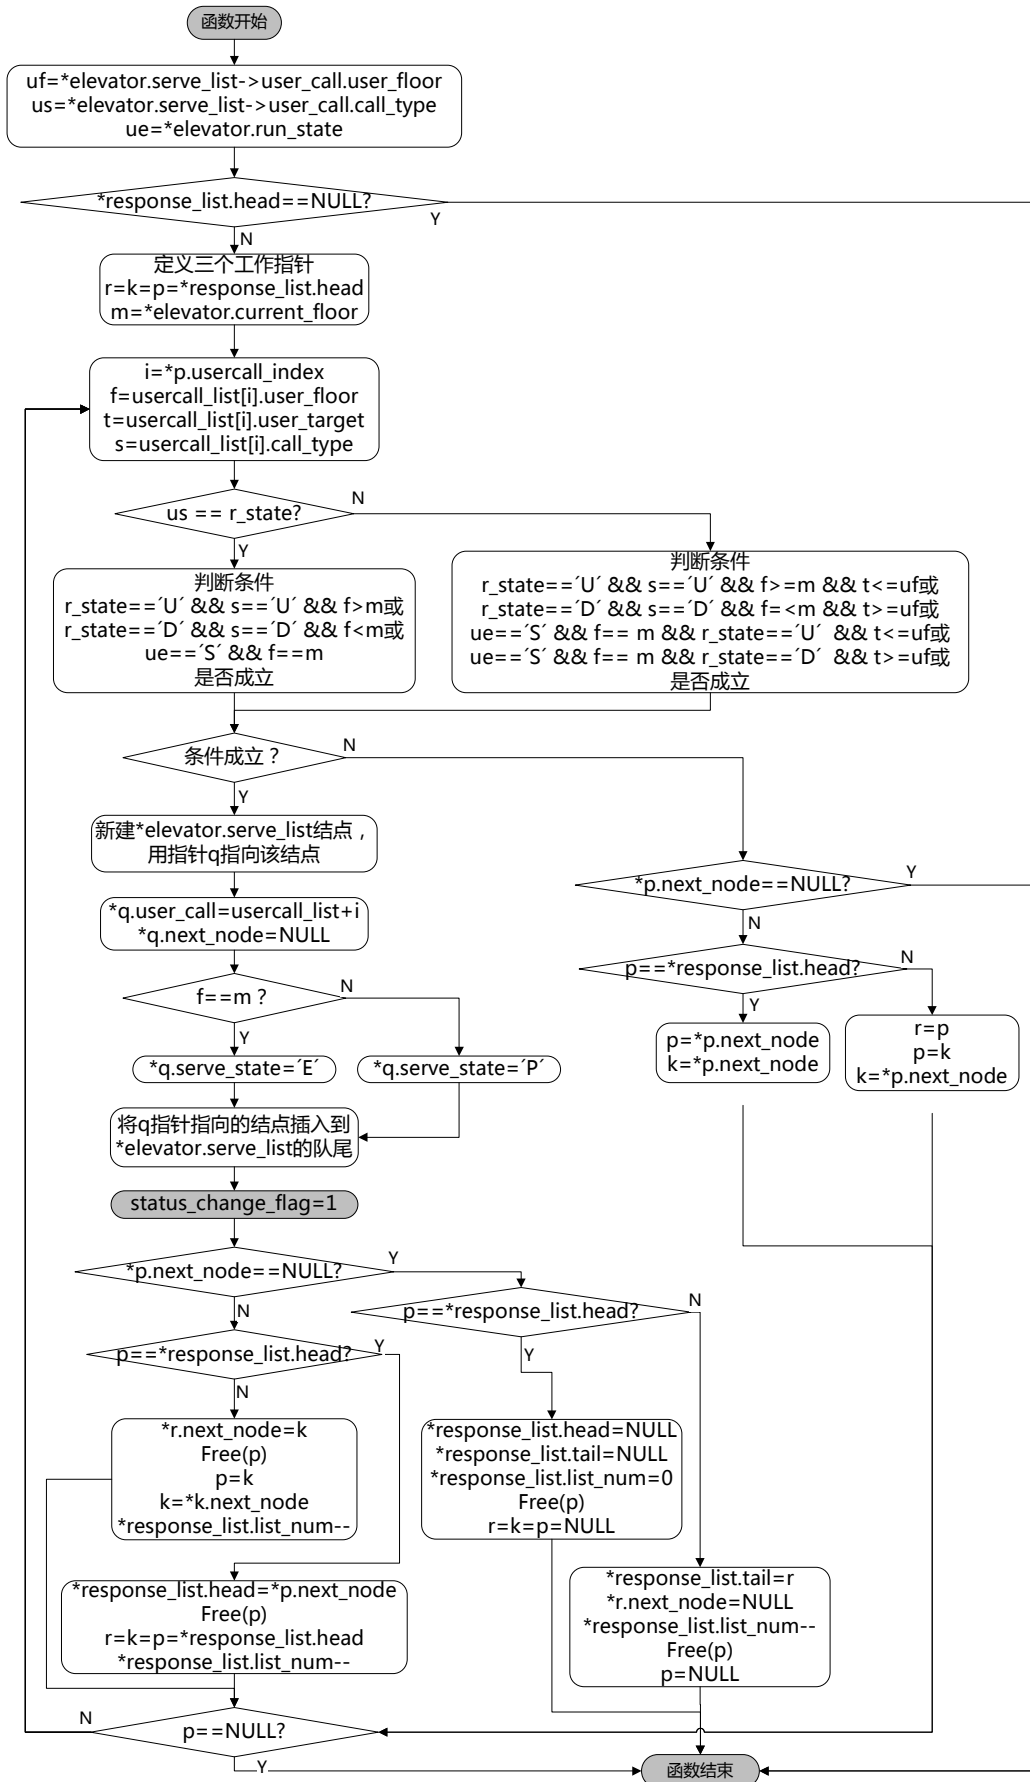 函数开始
uf=*elevator.serve_list->user_call.user_floor
us=*elevator.serve_list->user_call.call_type
ue=*elevator.run_state
*response_list.head==NULL?
Y
N
定义三个工作指针
r=k=p=*response_list.head
m=*elevator.current_floor
i=*p.usercall_index
f=usercall_list[i].user_floor
t=usercall_list[i].user_target
s=usercall_list[i].call_type
us == r_state?
N
Y
判断条件
r_state==′U′ && s==′U′ && f>m或
r_state==′D′ && s==′D′ && f<m或
ue==′S′ && f==m
是否成立
判断条件
r_state==′U′ && s==′U′ && f>=m && t<=uf或
r_state==′D′ && s==′D′ && f=<m && t>=uf或
ue==′S′ && f== m && r_state==′U′ && t<=uf或
ue==′S′ && f== m && r_state==′D′ && t>=uf或
是否成立
条件成立？
N
Y
新建*elevator.serve_list结点，
用指针q指向该结点
*q.user_call=usercall_list+i
*q.next_node=NULL
f==m？
N
Y
*q.serve_state=′E′
*q.serve_state=′P′
将q指针指向的结点插入到
*elevator.serve_list的队尾
status_change_flag=1
*p.next_node==NULL?
Y
N
p==*response_list.head?
N
Y
p=*p.next_node
k=*p.next_node
r=p
p=k
k=*p.next_node
*p.next_node==NULL?
Y
N
p==*response_list.head?
Y
N
p==*response_list.head?
N
Y
*r.next_node=k
Free(p)
p=k
k=*k.next_node
*response_list.list_num--
*response_list.head=NULL
*response_list.tail=NULL
*response_list.list_num=0
Free(p)
r=k=p=NULL
*response_list.head=*p.next_node
Free(p)
r=k=p=*response_list.head
*response_list.list_num--
*response_list.tail=r
*r.next_node=NULL
*response_list.list_num--
Free(p)
p=NULL
p==NULL?
N
Y
函数结束